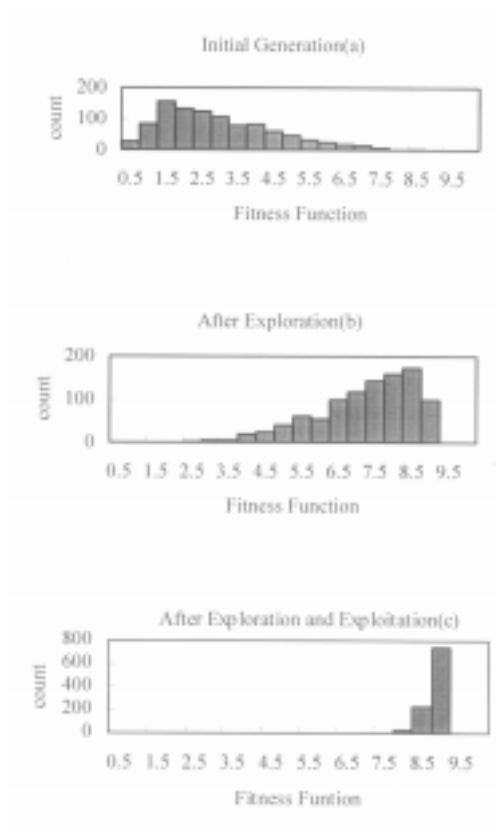 Initial Generation(a)
200
100
0
count
0.5 1.5 2.5 3.5 4.5 5.5 6.5 7.5 8.5 9.5
Fitness Function
After Exploration(b)
200
100
0
count
0.5 1.5 2.5 3.5 4.5 5.5 6.5 7.5 8.5 9.5
Fitness Function
After Exploration and Exploitation(c)
800
600
400
200
0
count
0.5 1.5 2.5 3.5 4.5 5.5 6.5 7.5 8.5 9.5
Fitness Funtion